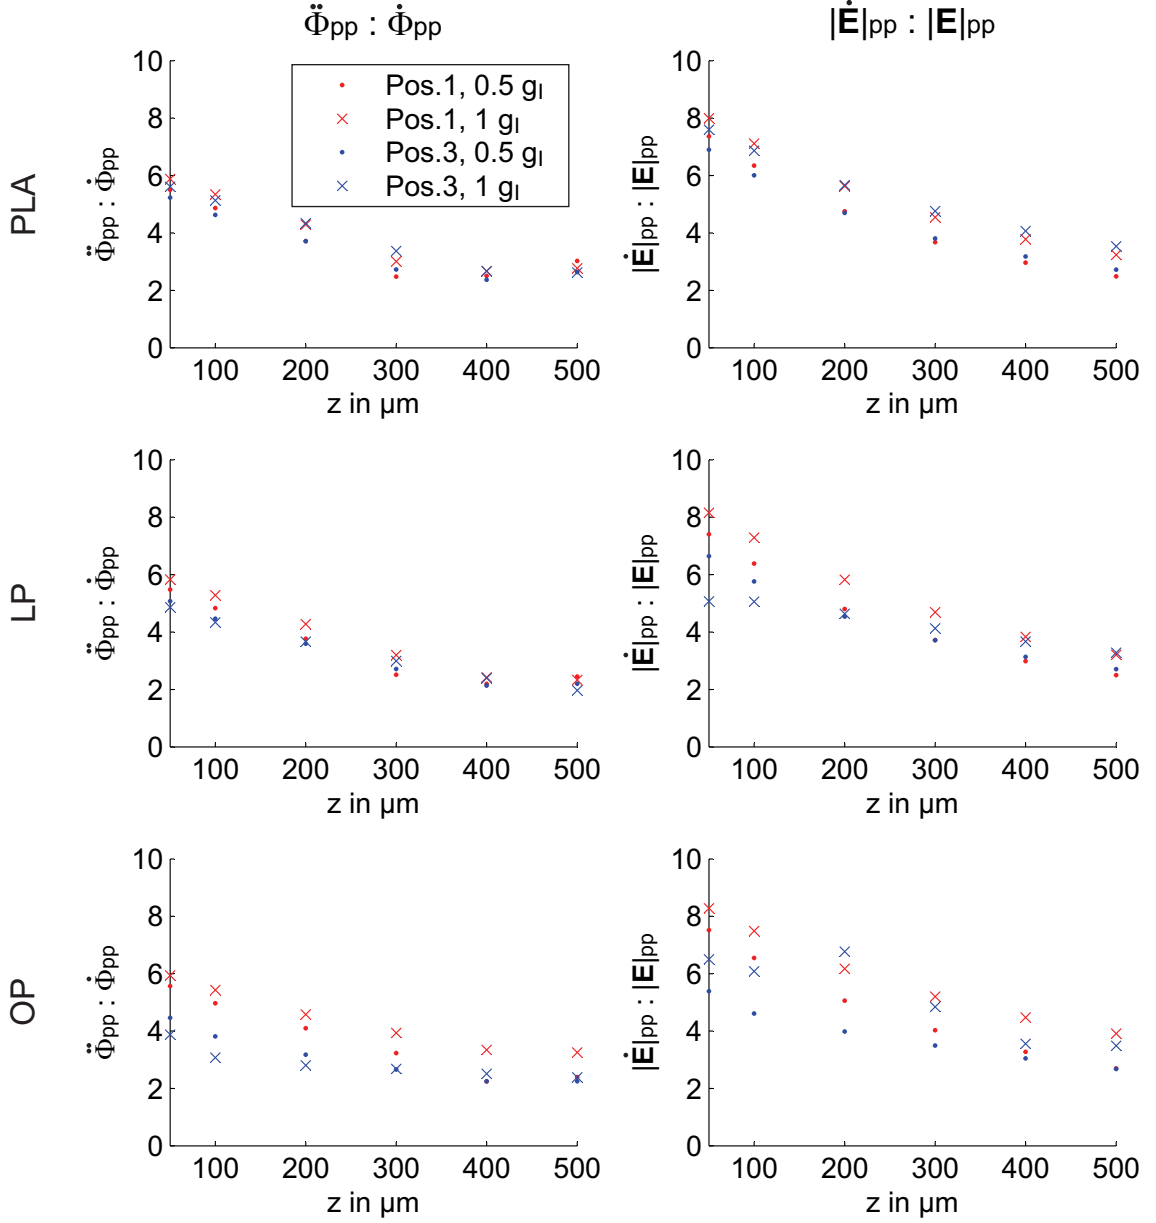 Φ̈pp : Φ̇pp
|Ė|pp : |E|pp
PLA
Φ̈pp : Φ̇pp
10
8
6
4
2
0
100 200 300 400 500
z in µm
Pos.1, 0.5 gl
Pos.1, 1 gl
Pos.3, 0.5 gl
Pos.3, 1 gl
|Ė|pp : |E|pp
10
8
6
4
2
0
100 200 300 400 500
z in µm
LP
Φ̈pp : Φ̇pp
10
8
6
4
2
0
100 200 300 400 500
z in µm
|Ė|pp : |E|pp
10
8
6
4
2
0
100 200 300 400 500
z in µm
OP
Φ̈pp : Φ̇pp
10
8
6
4
2
0
100 200 300 400 500
z in µm
|Ė|pp : |E|pp
10
8
6
4
2
0
100 200 300 400 500
z in µm